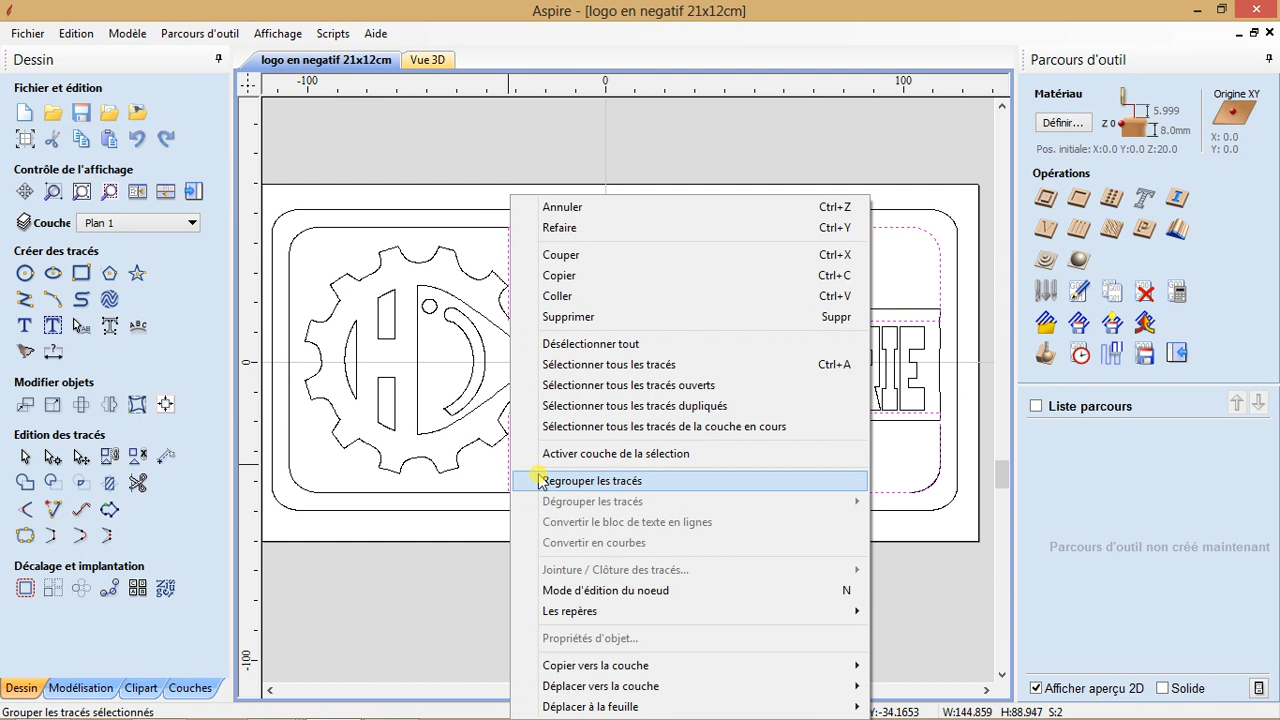 Aspire - [logo en negatif 21x12cm]
Fichier Edition Modèle Parcours d'outil Affichage Scripts Aide
Dessin
logo en negatif 21x12cm
Vue 3D
Parcours d'outil
Fichier et édition
Contrôle de l'affichage
Couche
Plan 1
Créer des tracés
Modifier objets
Edition des tracés
Décalage et implantation
Dessin Modélisation Clipart Couches
Grouper les tracés sélectionnés
-100 0 100
0
-100
Annuler Ctrl+Z
Refaire Ctrl+Y
Couper Ctrl+X
Copier Ctrl+C
Coller Ctrl+V
Supprimer Suppr
Désélectionner tout
Sélectionner tous les tracés Ctrl+A
Sélectionner tous les tracés ouverts
Sélectionner tous les tracés dupliqués
Sélectionner tous les tracés de la couche en cours
Activer couche de la sélection
Regrouper les tracés
Dégrouper les tracés
Convertir le bloc de texte en lignes
Convertir en courbes
Jointure / Clôture des tracés...
Mode d'édition du noeud N
Les repères
Propriétés d'objet...
Copier vers la couche
Déplacer vers la couche
Déplacer à la feuille
Matériau
Définir...
Z 0
5.999
8.0mm
Origine XY
X: 0.0
Y: 0.0
Pos. initiale: X:0.0 Y:0.0 Z:20.0
Opérations
Liste parcours
Parcours d'outil non créé maintenant
Afficher aperçu 2D
Solide
Y:-34.1653 W:144.859 H:88.947 S:2